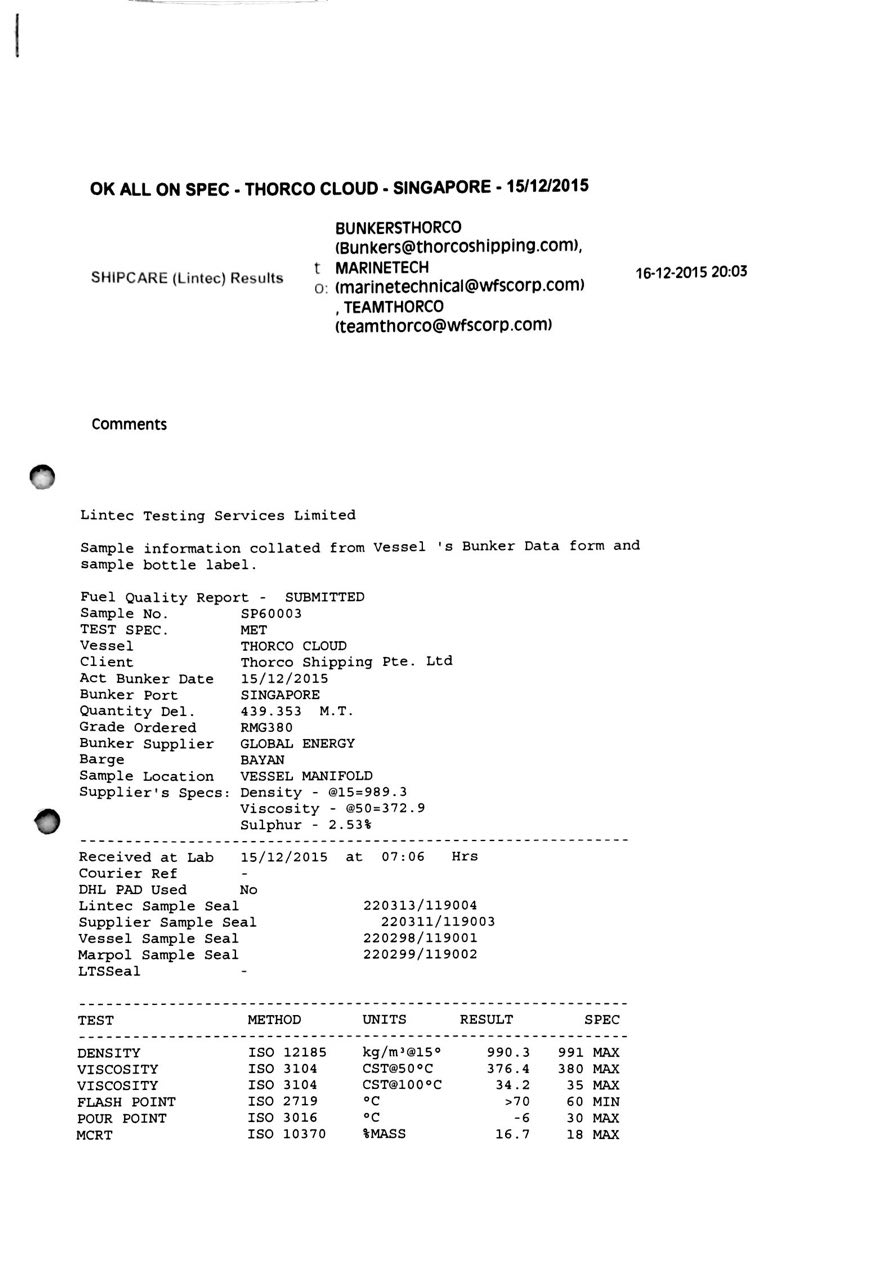 OK ALL ON SPEC - THORCO CLOUD - SINGAPORE - 15/12/2015
SHIPCARE (Lintec) Results
to:
BUNKERSTHORCO
(Bunkers@thorcoshipping.com),
MARINETECH
(marinetechnical@wfscorp.com)
, TEAMTHORCO
(teamthorco@wfscorp.com)
16-12-2015 20:03
Comments
Lintec Testing Services Limited
Sample information collated from Vessel 's Bunker Data form and
sample bottle label.
Fuel Quality Report - SUBMITTED
Sample No. SP60003
TEST SPEC. MET
Vessel THORCO CLOUD
Client Thorco Shipping Pte. Ltd
Act Bunker Date 15/12/2015
Bunker Port SINGAPORE
Quantity Del. 439.353 M.T.
Grade Ordered RMG380
Bunker Supplier GLOBAL ENERGY
Barge BAYAN
Sample Location VESSEL MANIFOLD
Supplier's Specs: Density - @15=989.3
Viscosity - @50=372.9
Sulphur - 2.53%
Received at Lab 15/12/2015 at 07:06 Hrs
Courier Ref -
DHL PAD Used No
Lintec Sample Seal 220313/119004
Supplier Sample Seal 220311/119003
Vessel Sample Seal 220298/119001
Marpol Sample Seal 220299/119002
LTSSeal -
TEST METHOD UNITS RESULT SPEC
DENSITY ISO 12185 kg/m³@15° 990.3 991 MAX
VISCOSITY ISO 3104 CST@50°C 376.4 380 MAX
VISCOSITY ISO 3104 CST@100°C 34.2 35 MAX
FLASH POINT ISO 2719 °C >70 60 MIN
POUR POINT ISO 3016 °C -6 30 MAX
MCRT ISO 10370 %MASS 16.7 18 MAX